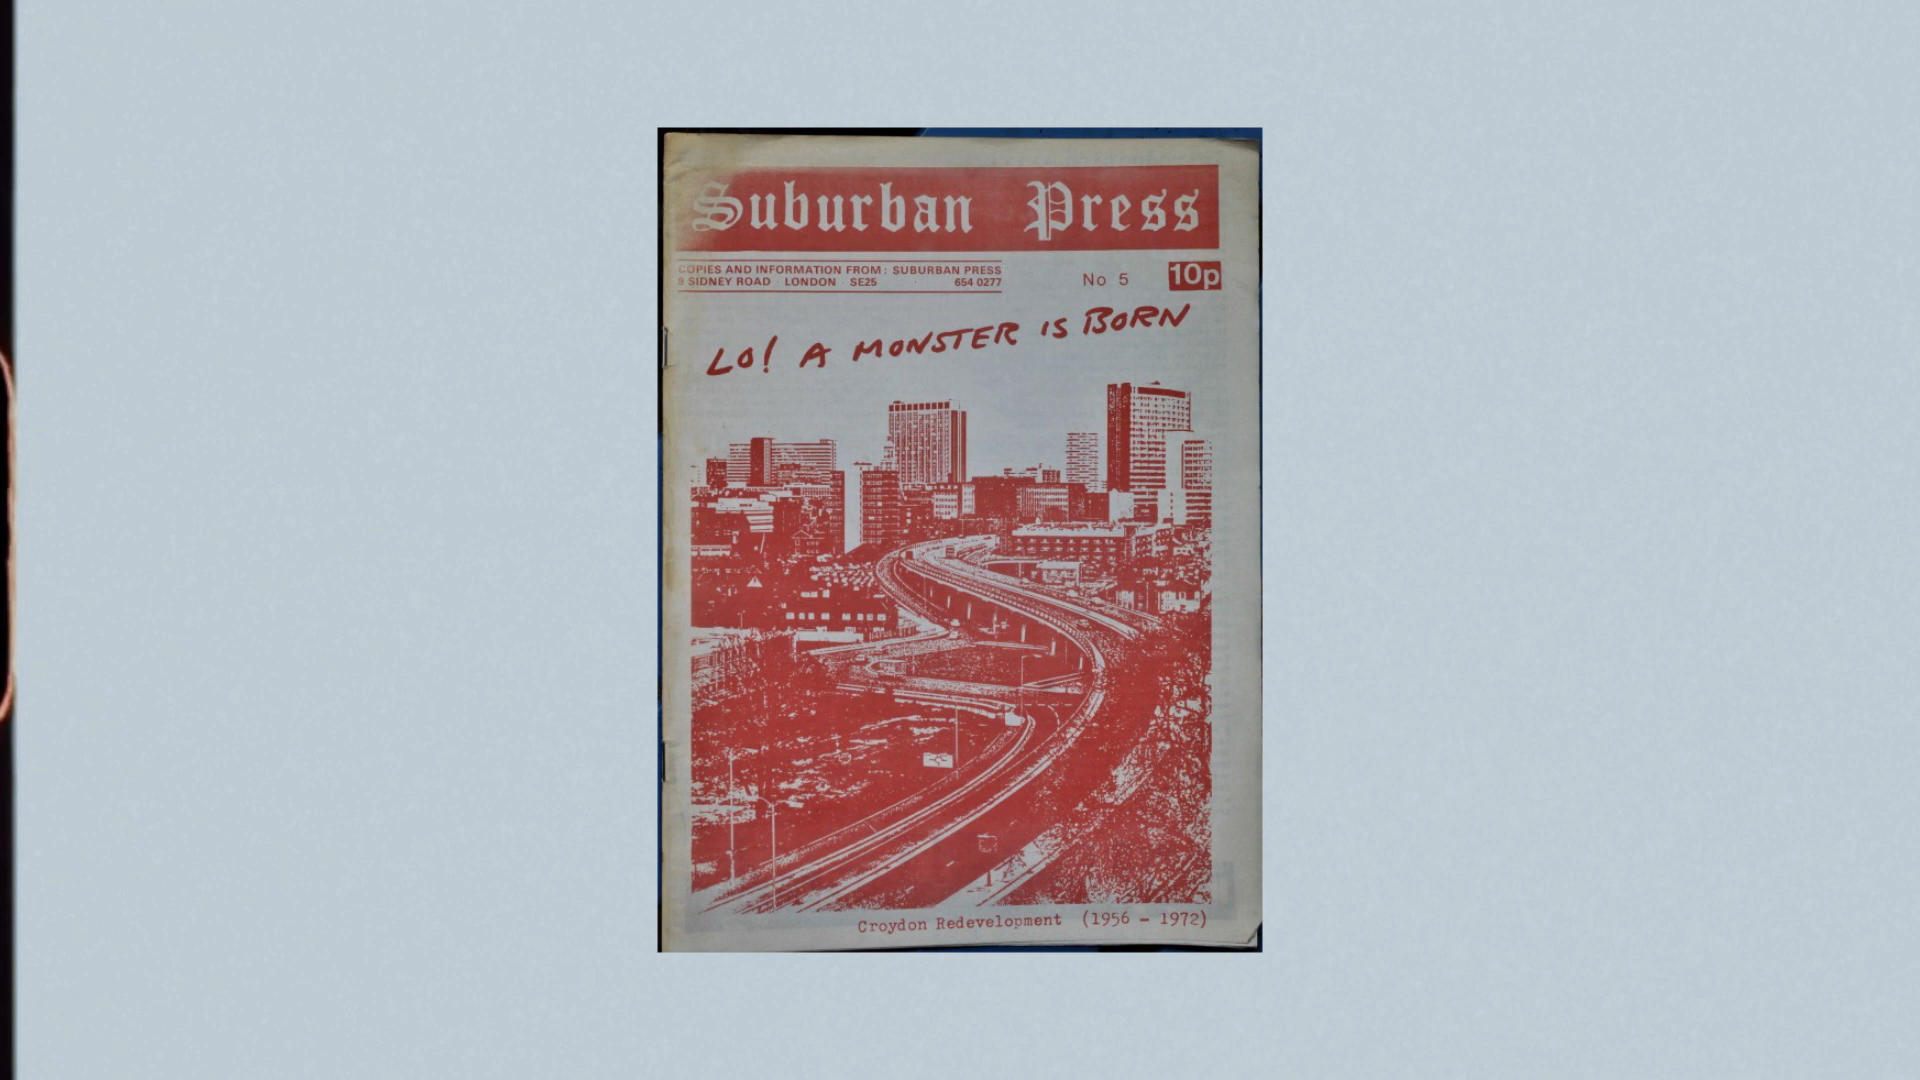 Suburban Press
COPIES AND INFORMATION FROM: SUBURBAN PRESS
9 SIDNEY ROAD · LONDON · SE25 · 654 0277
No 5
10p
LO! A MONSTER IS BORN
Croydon Redevelopment (1956 - 1972)